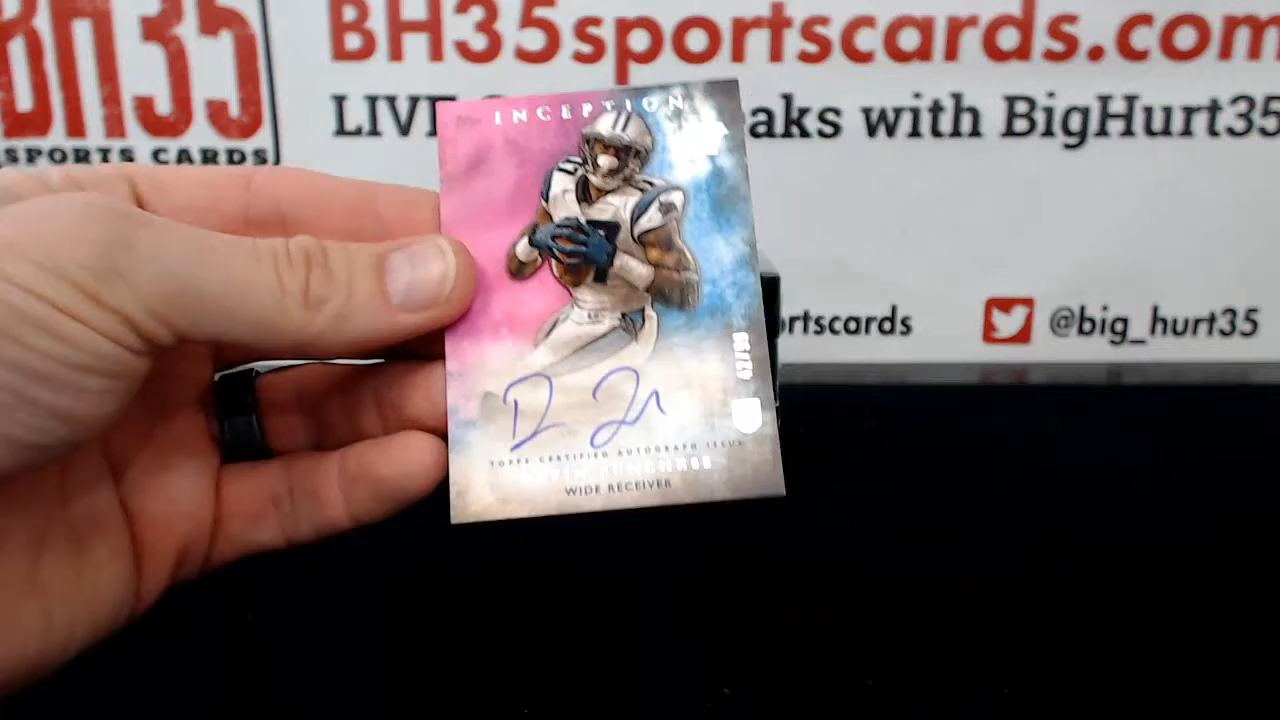 BH35
SPORTS CARDS
BH35sportscards.com
LIVE aks with BigHurt35
rtscards
@big_hurt35
INCEPTION
TOPPS CERTIFIED AUTOGRAPH ISSUE
WIDE RECEIVER